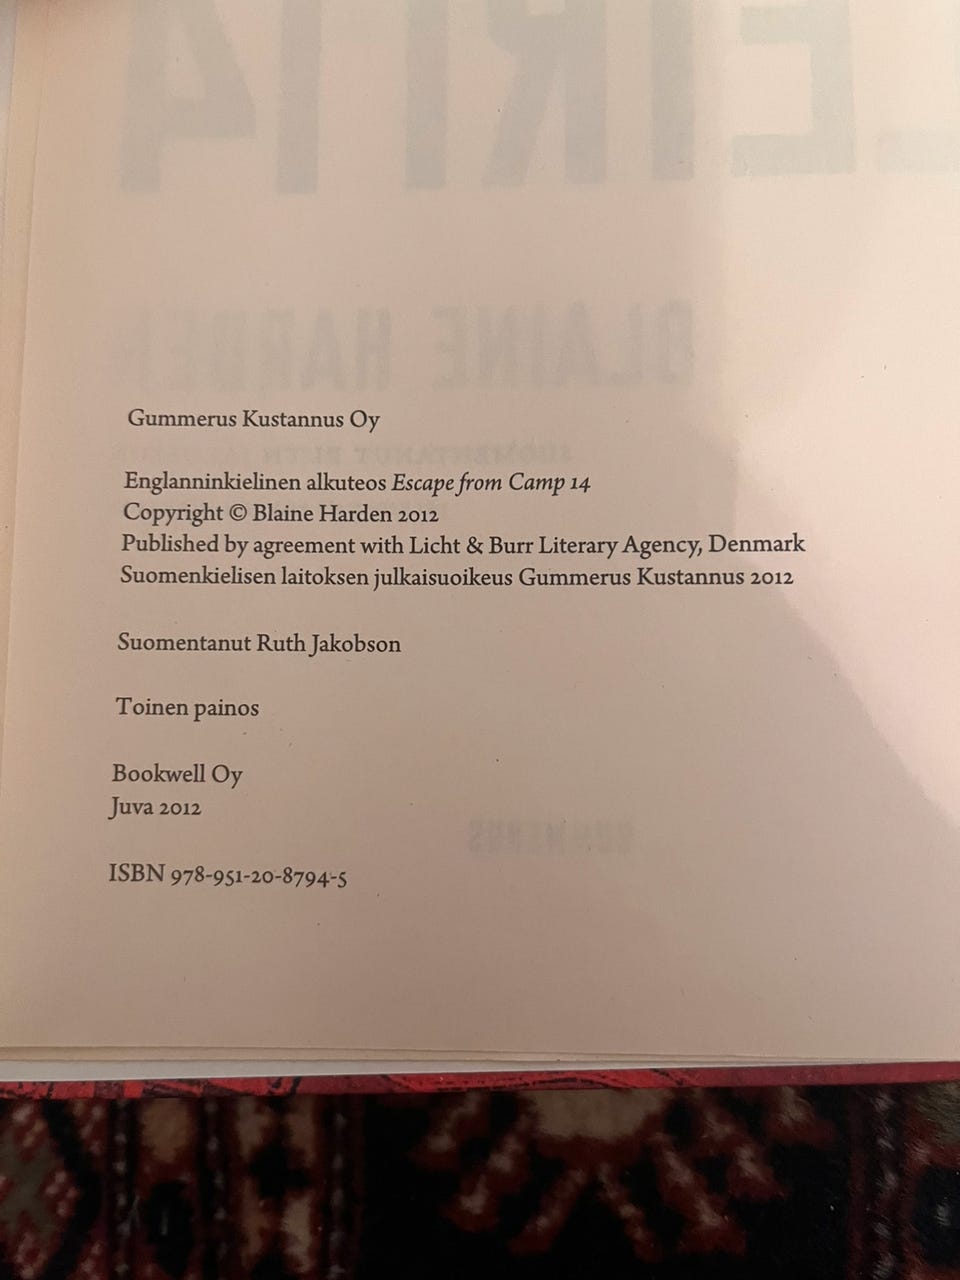 Gummerus Kustannus Oy
Englanninkielinen alkuteos Escape from Camp 14
Copyright © Blaine Harden 2012
Published by agreement with Licht & Burr Literary Agency, Denmark
Suomenkielisen laitoksen julkaisuoikeus Gummerus Kustannus 2012
Suomentanut Ruth Jakobson
Toinen painos
Bookwell Oy
Juva 2012
ISBN 978-951-20-8794-5